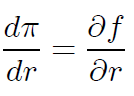 dπ/dr = ∂f/∂r